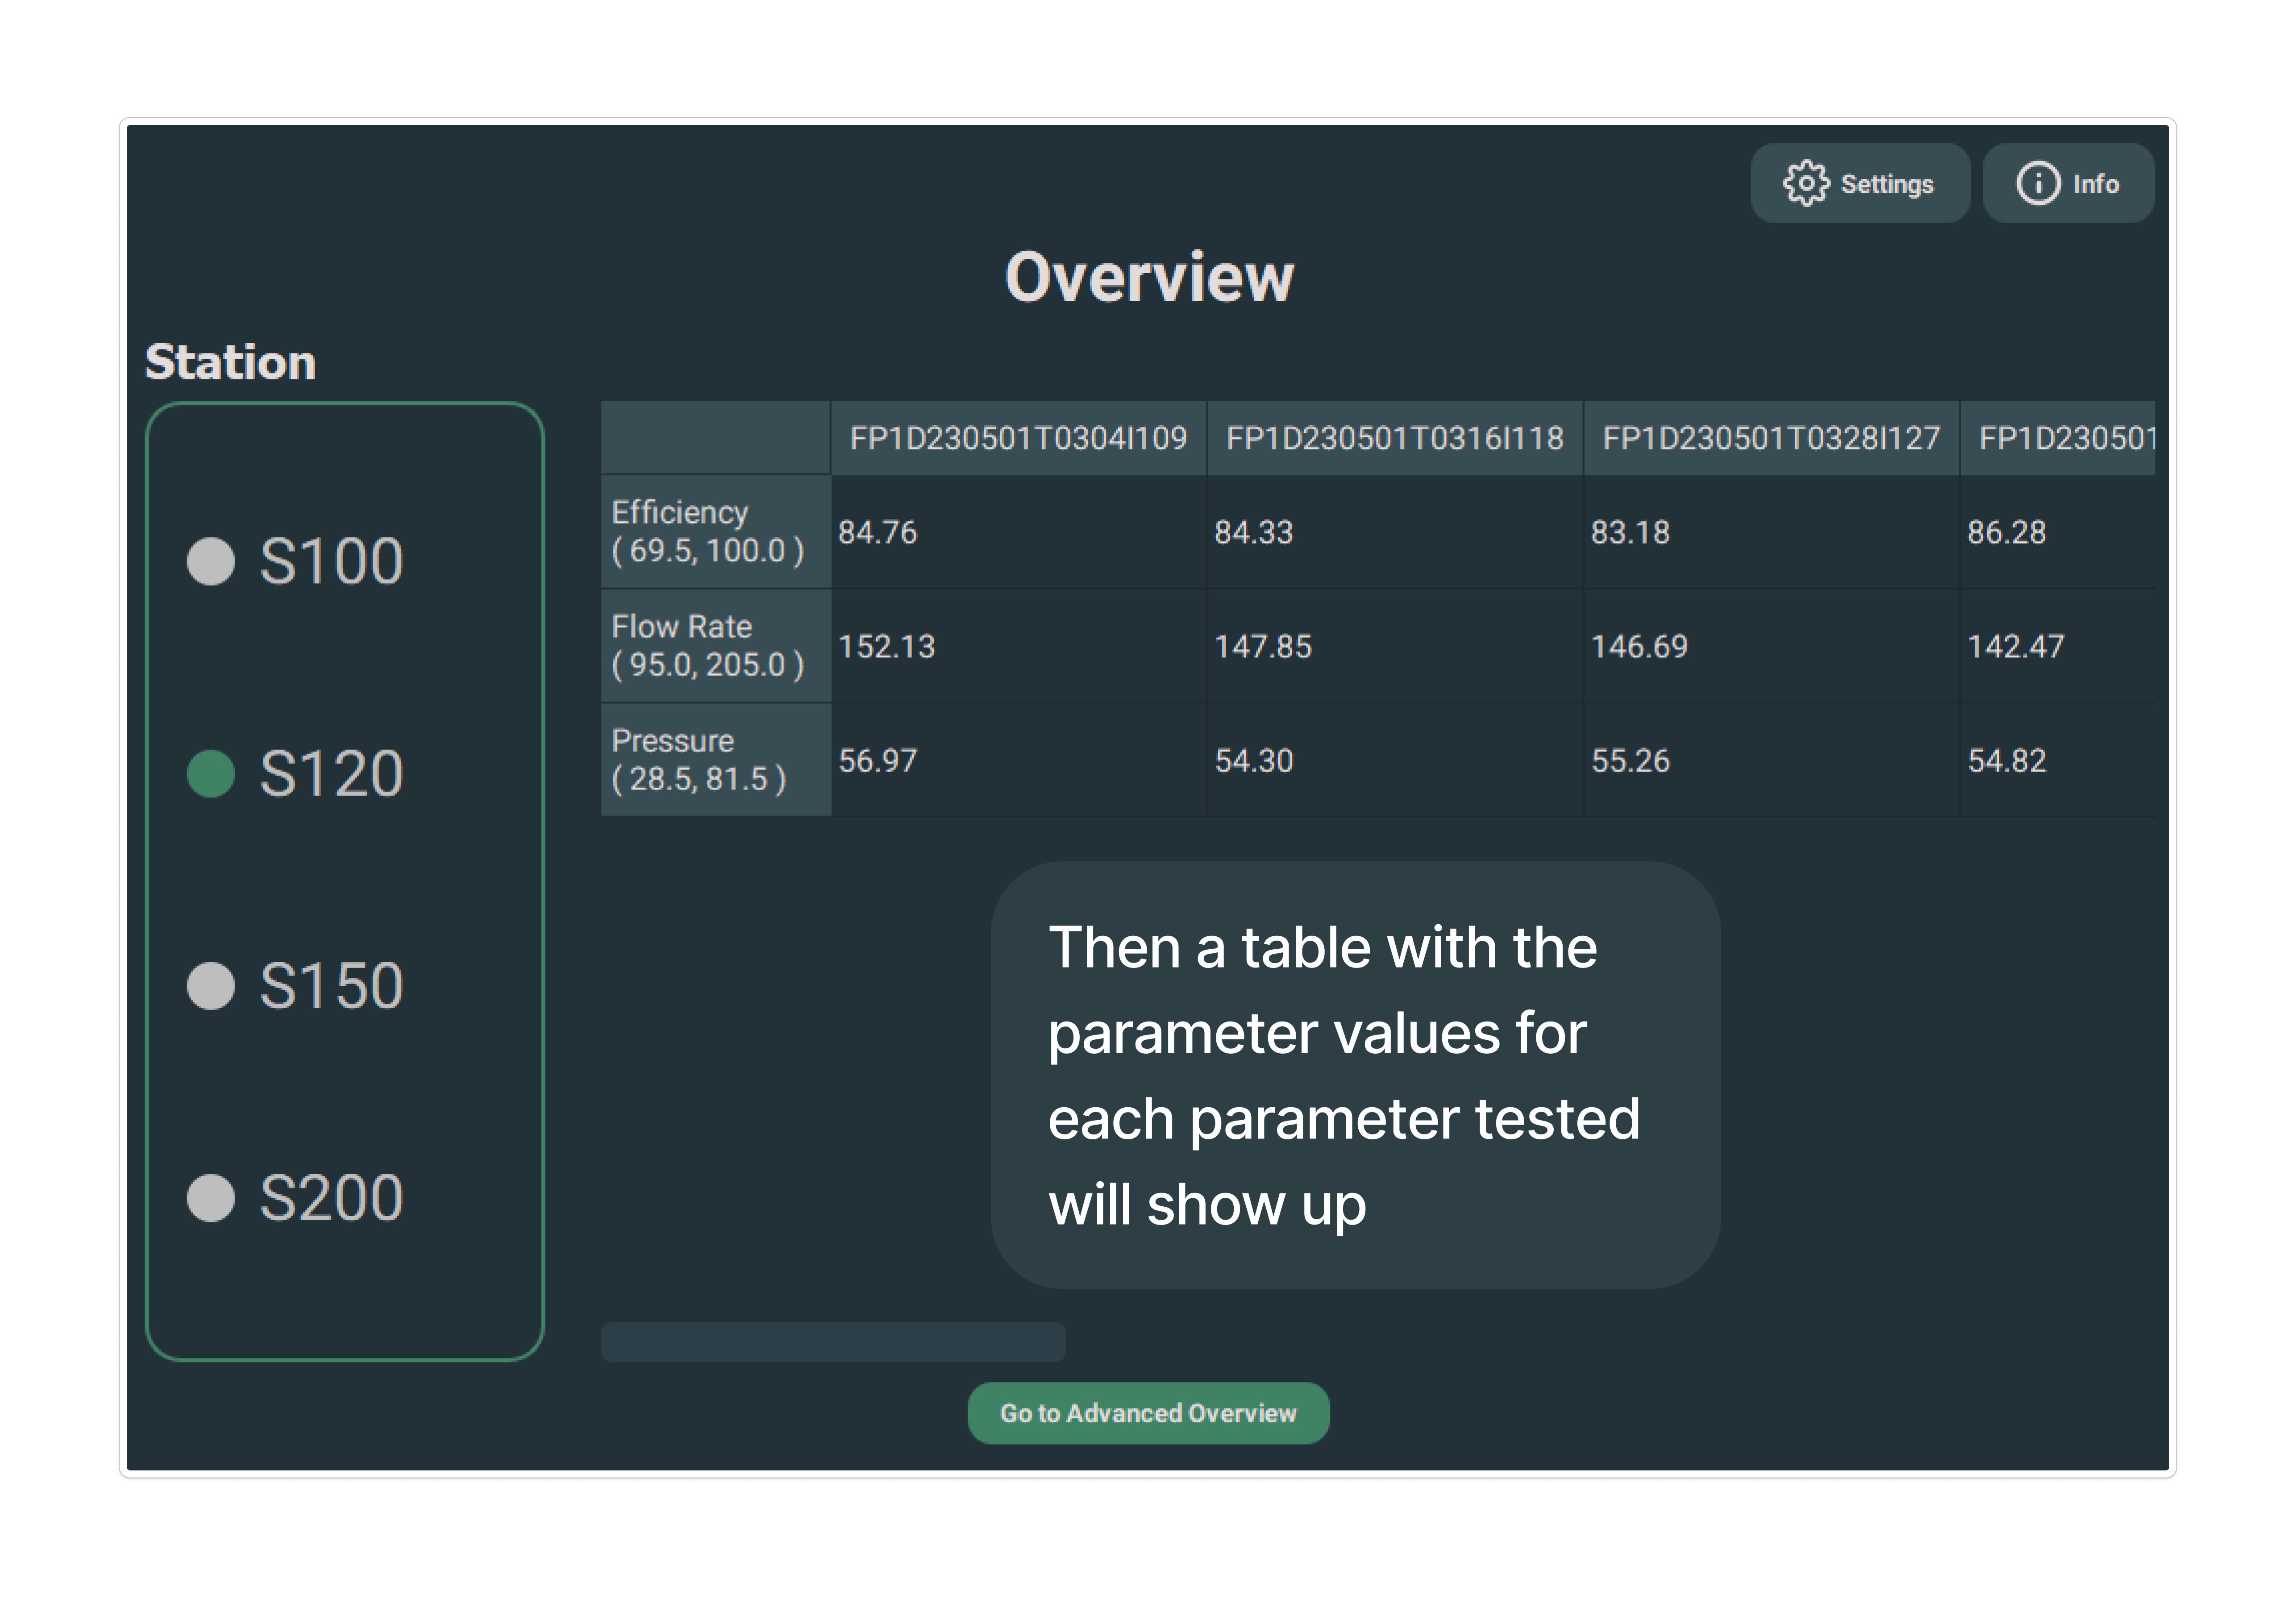 Settings
Info
Overview
Station
S100
S120
S150
S200
FP1D230501T0304I109 FP1D230501T0316I118 FP1D230501T0328I127 FP1D230501
Efficiency
( 69.5, 100.0 ) 84.76 84.33 83.18 86.28
Flow Rate
( 95.0, 205.0 ) 152.13 147.85 146.69 142.47
Pressure
( 28.5, 81.5 ) 56.97 54.30 55.26 54.82
Then a table with the
parameter values for
each parameter tested
will show up
Go to Advanced Overview